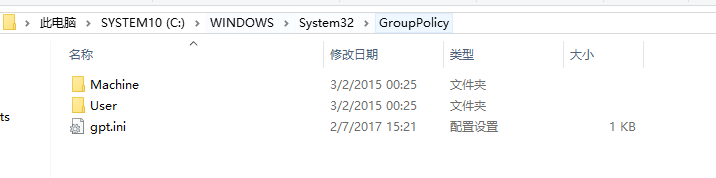 此电脑 SYSTEM10 (C:) WINDOWS System32 GroupPolicy
名称 修改日期 类型 大小
Machine 3/2/2015 00:25 文件夹
User 3/2/2015 00:25 文件夹
ts
gpt.ini 2/7/2017 15:21 配置设置 1 KB